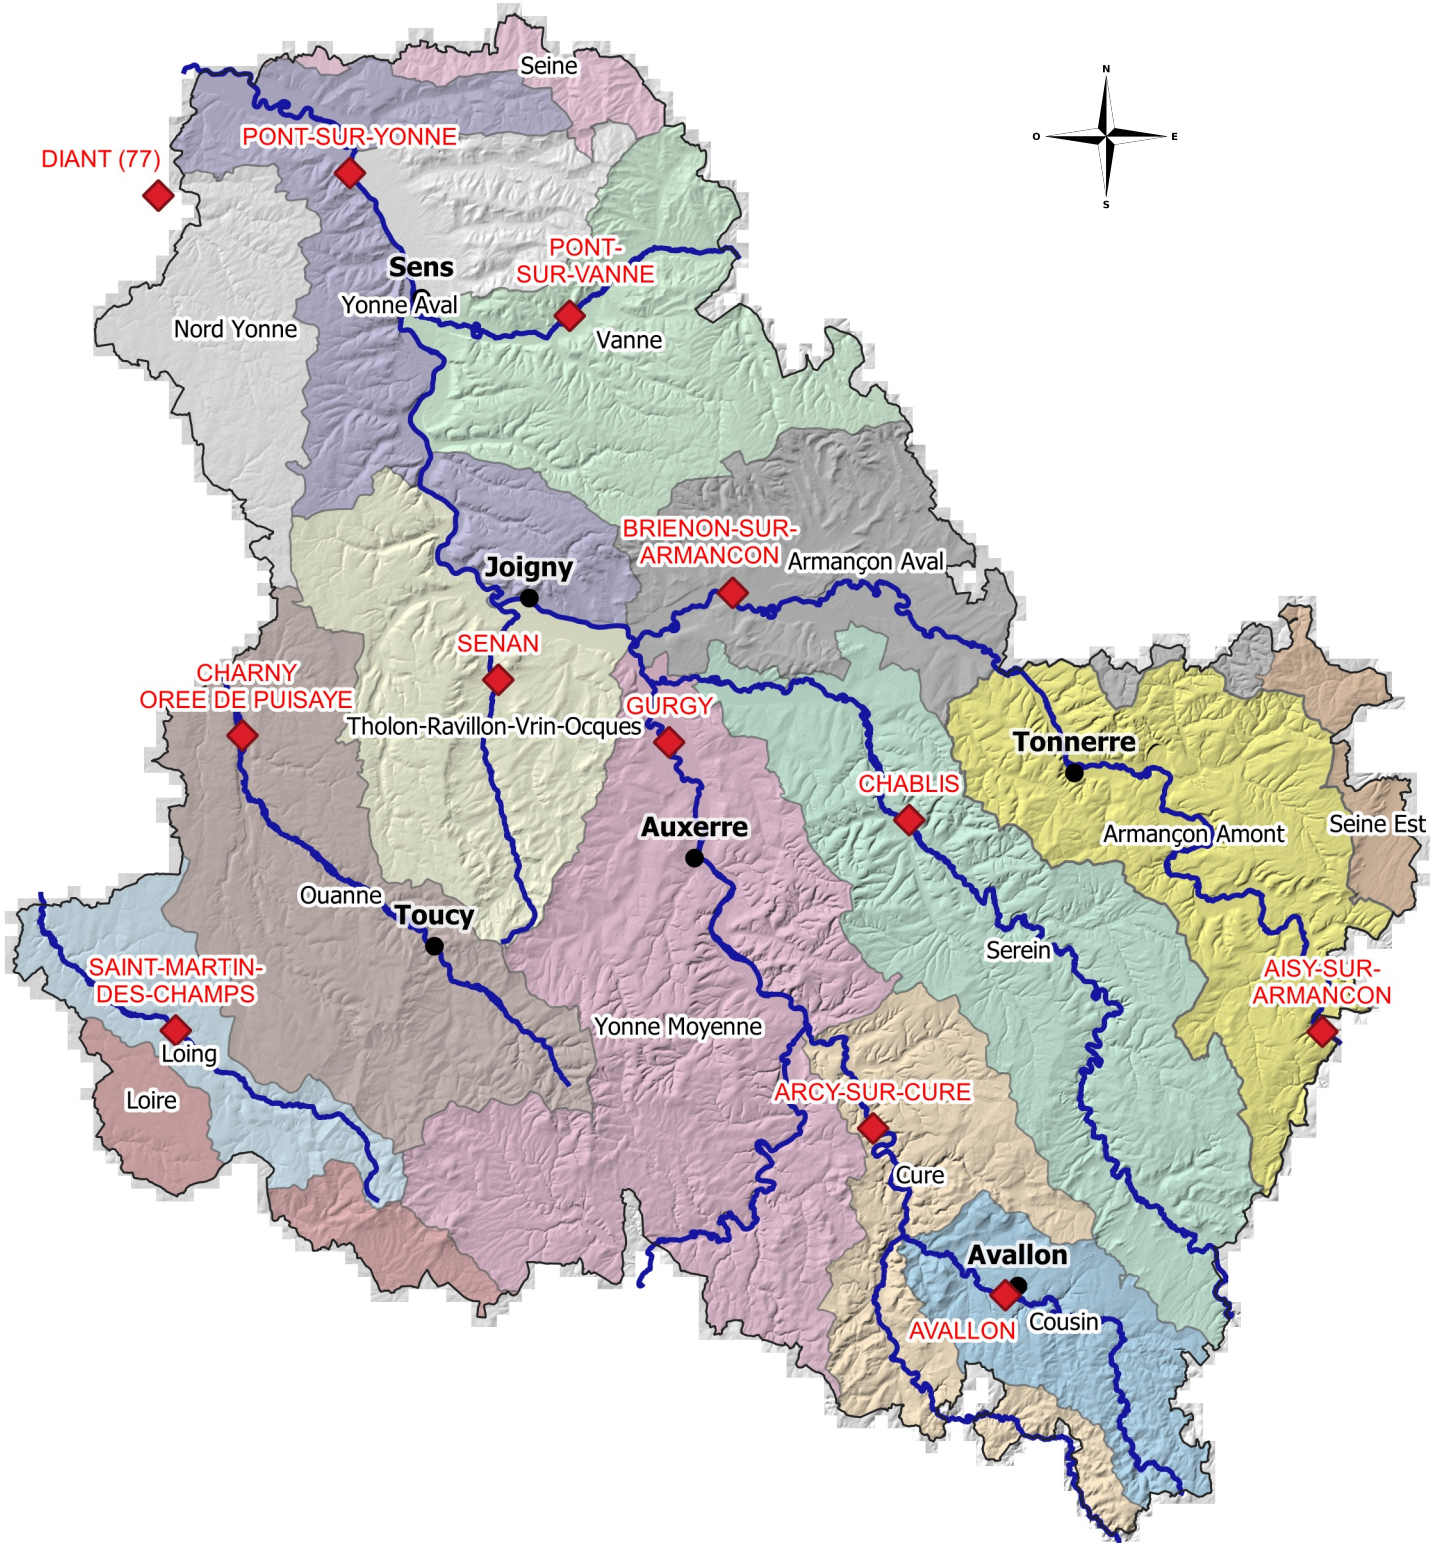 Seine
N
O
E
S
PONT-SUR-YONNE
DIANT (77)
PONT-
SUR-VANNE
Sens
Yonne Aval
Nord Yonne
Vanne
BRIENON-SUR-
ARMANCON
Armançon Aval
Joigny
SENAN
CHARNY
OREE DE PUISAYE
Tholon-Ravillon-Vrin-Ocques
GURGY
Tonnerre
CHABLIS
Auxerre
Armançon Amont
Seine Est
Ouanne
Toucy
Serein
SAINT-MARTIN-
DES-CHAMPS
AISY-SUR-
ARMANCON
Yonne Moyenne
Loing
Loire
ARCY-SUR-CURE
Cure
Avallon
AVALLON
Cousin